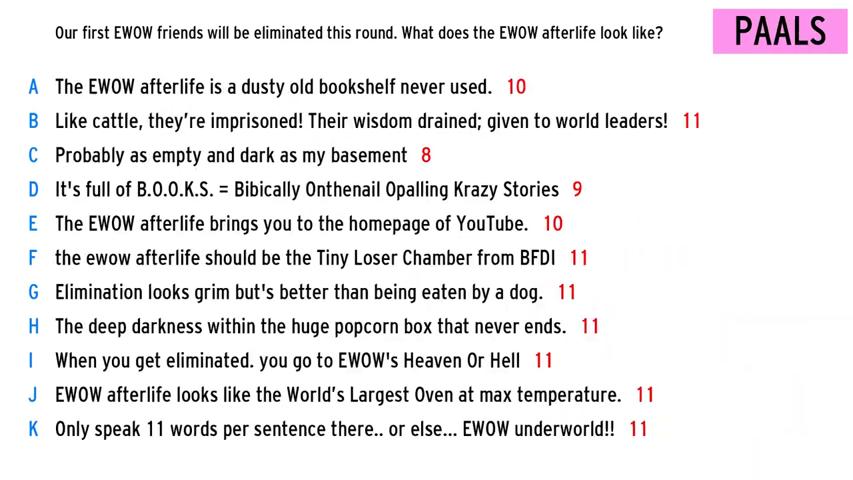 Our first EWOW friends will be eliminated this round. What does the EWOW afterlife look like?
PAALS
A The EWOW afterlife is a dusty old bookshelf never used. 10
B Like cattle, they're imprisoned! Their wisdom drained; given to world leaders! 11
C Probably as empty and dark as my basement 8
D It's full of B.O.O.K.S. = Bibically Onthenail Opalling Krazy Stories 9
E The EWOW afterlife brings you to the homepage of YouTube. 10
F the ewow afterlife should be the Tiny Loser Chamber from BFDI 11
G Elimination looks grim but's better than being eaten by a dog. 11
H The deep darkness within the huge popcorn box that never ends. 11
I When you get eliminated. you go to EWOW's Heaven Or Hell 11
J EWOW afterlife looks like the World's Largest Oven at max temperature. 11
K Only speak 11 words per sentence there.. or else... EWOW underworld!! 11